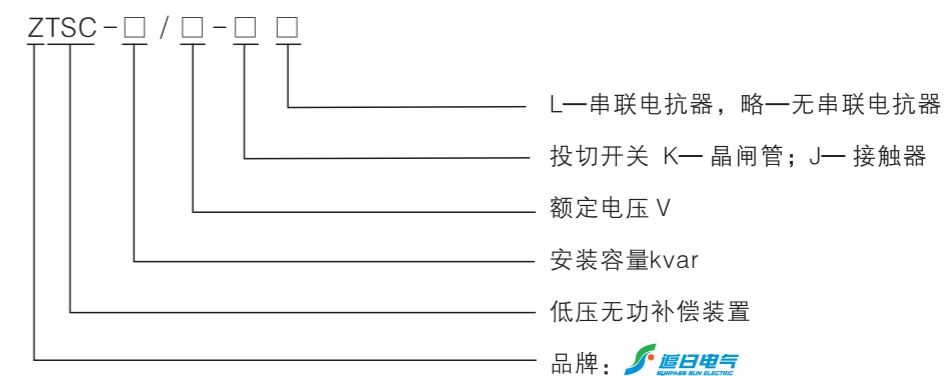 ZTSC-□/□-□ □
L—串联电抗器，略—无串联电抗器
投切开关 K—晶闸管；J—接触器
额定电压 V
安装容量kvar
低压无功补偿装置
品牌：追日电气
SURPASS SUN ELECTRIC